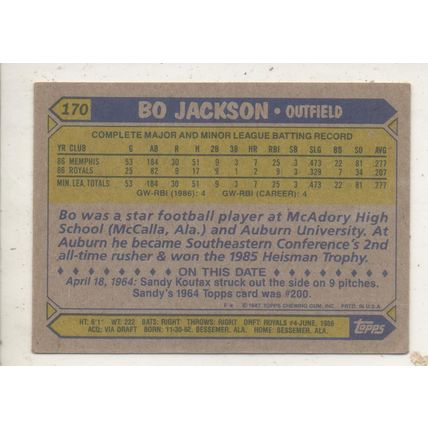 170 BO JACKSON • OUTFIELD
COMPLETE MAJOR AND MINOR LEAGUE BATTING RECORD
YR CLUB G AB R H 2B 3B HR RBI SB SLG BB SO AVG
86 MEMPHIS 53 184 30 51 9 3 7 25 3 .473 22 81 .277
86 ROYALS 25 82 9 17 2 1 2 9 3 .329 7 34 .207
MIN. LEA. TOTALS 53 184 30 51 9 3 7 25 3 .473 22 81 .277
GW-RBI (1986): 4 GW-RBI (CAREER): 4
Bo was a star football player at McAdory High
School (McCalla, Ala.) and Auburn University. At
Auburn he became Southeastern Conference's 2nd
all-time rusher & won the 1985 Heisman Trophy.
ON THIS DATE
April 18, 1964: Sandy Koufax struck out the side on 9 pitches.
Sandy's 1964 Topps card was #200.
© 1987 TOPPS CHEWING GUM, INC. PRTD. IN U.S.A.
HT: 6'1" WT: 222 BATS: RIGHT THROWS: RIGHT DRFT: ROYALS #4-JUNE, 1986
ACQ: VIA DRAFT BORN: 11-30-62, BESSEMER, ALA. HOME: BESSEMER, ALA.
Topps